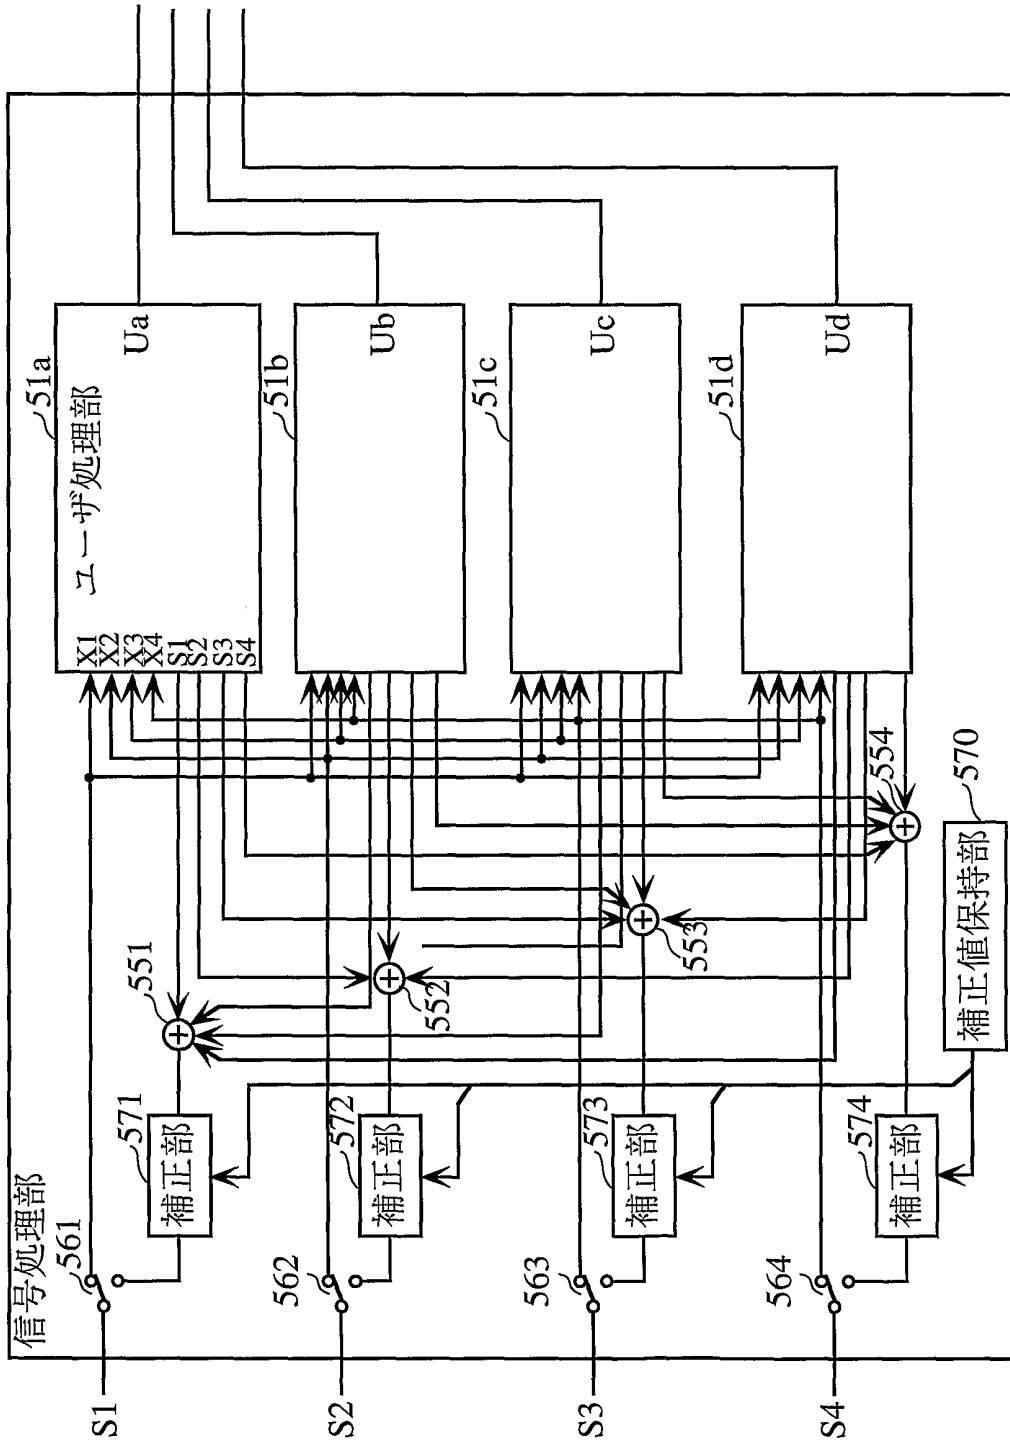 信号処理部
ユーザ処理部
51a
Ua
X1
X2
X3
X4
S1
S2
S3
S4
51b
Ub
51c
Uc
51d
Ud
551
552
553
554
補正値保持部
570
補正部
571
補正部
572
補正部
573
補正部
574
561
562
563
564
S1
S2
S3
S4